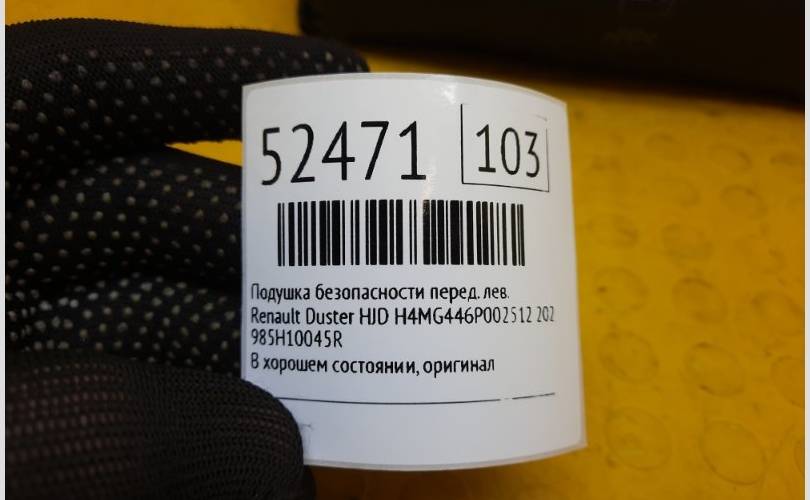 52471 103
Подушка безопасности перед. лев.
Renault Duster HJD H4MG446P002512 202
985H10045R
В хорошем состоянии, оригинал